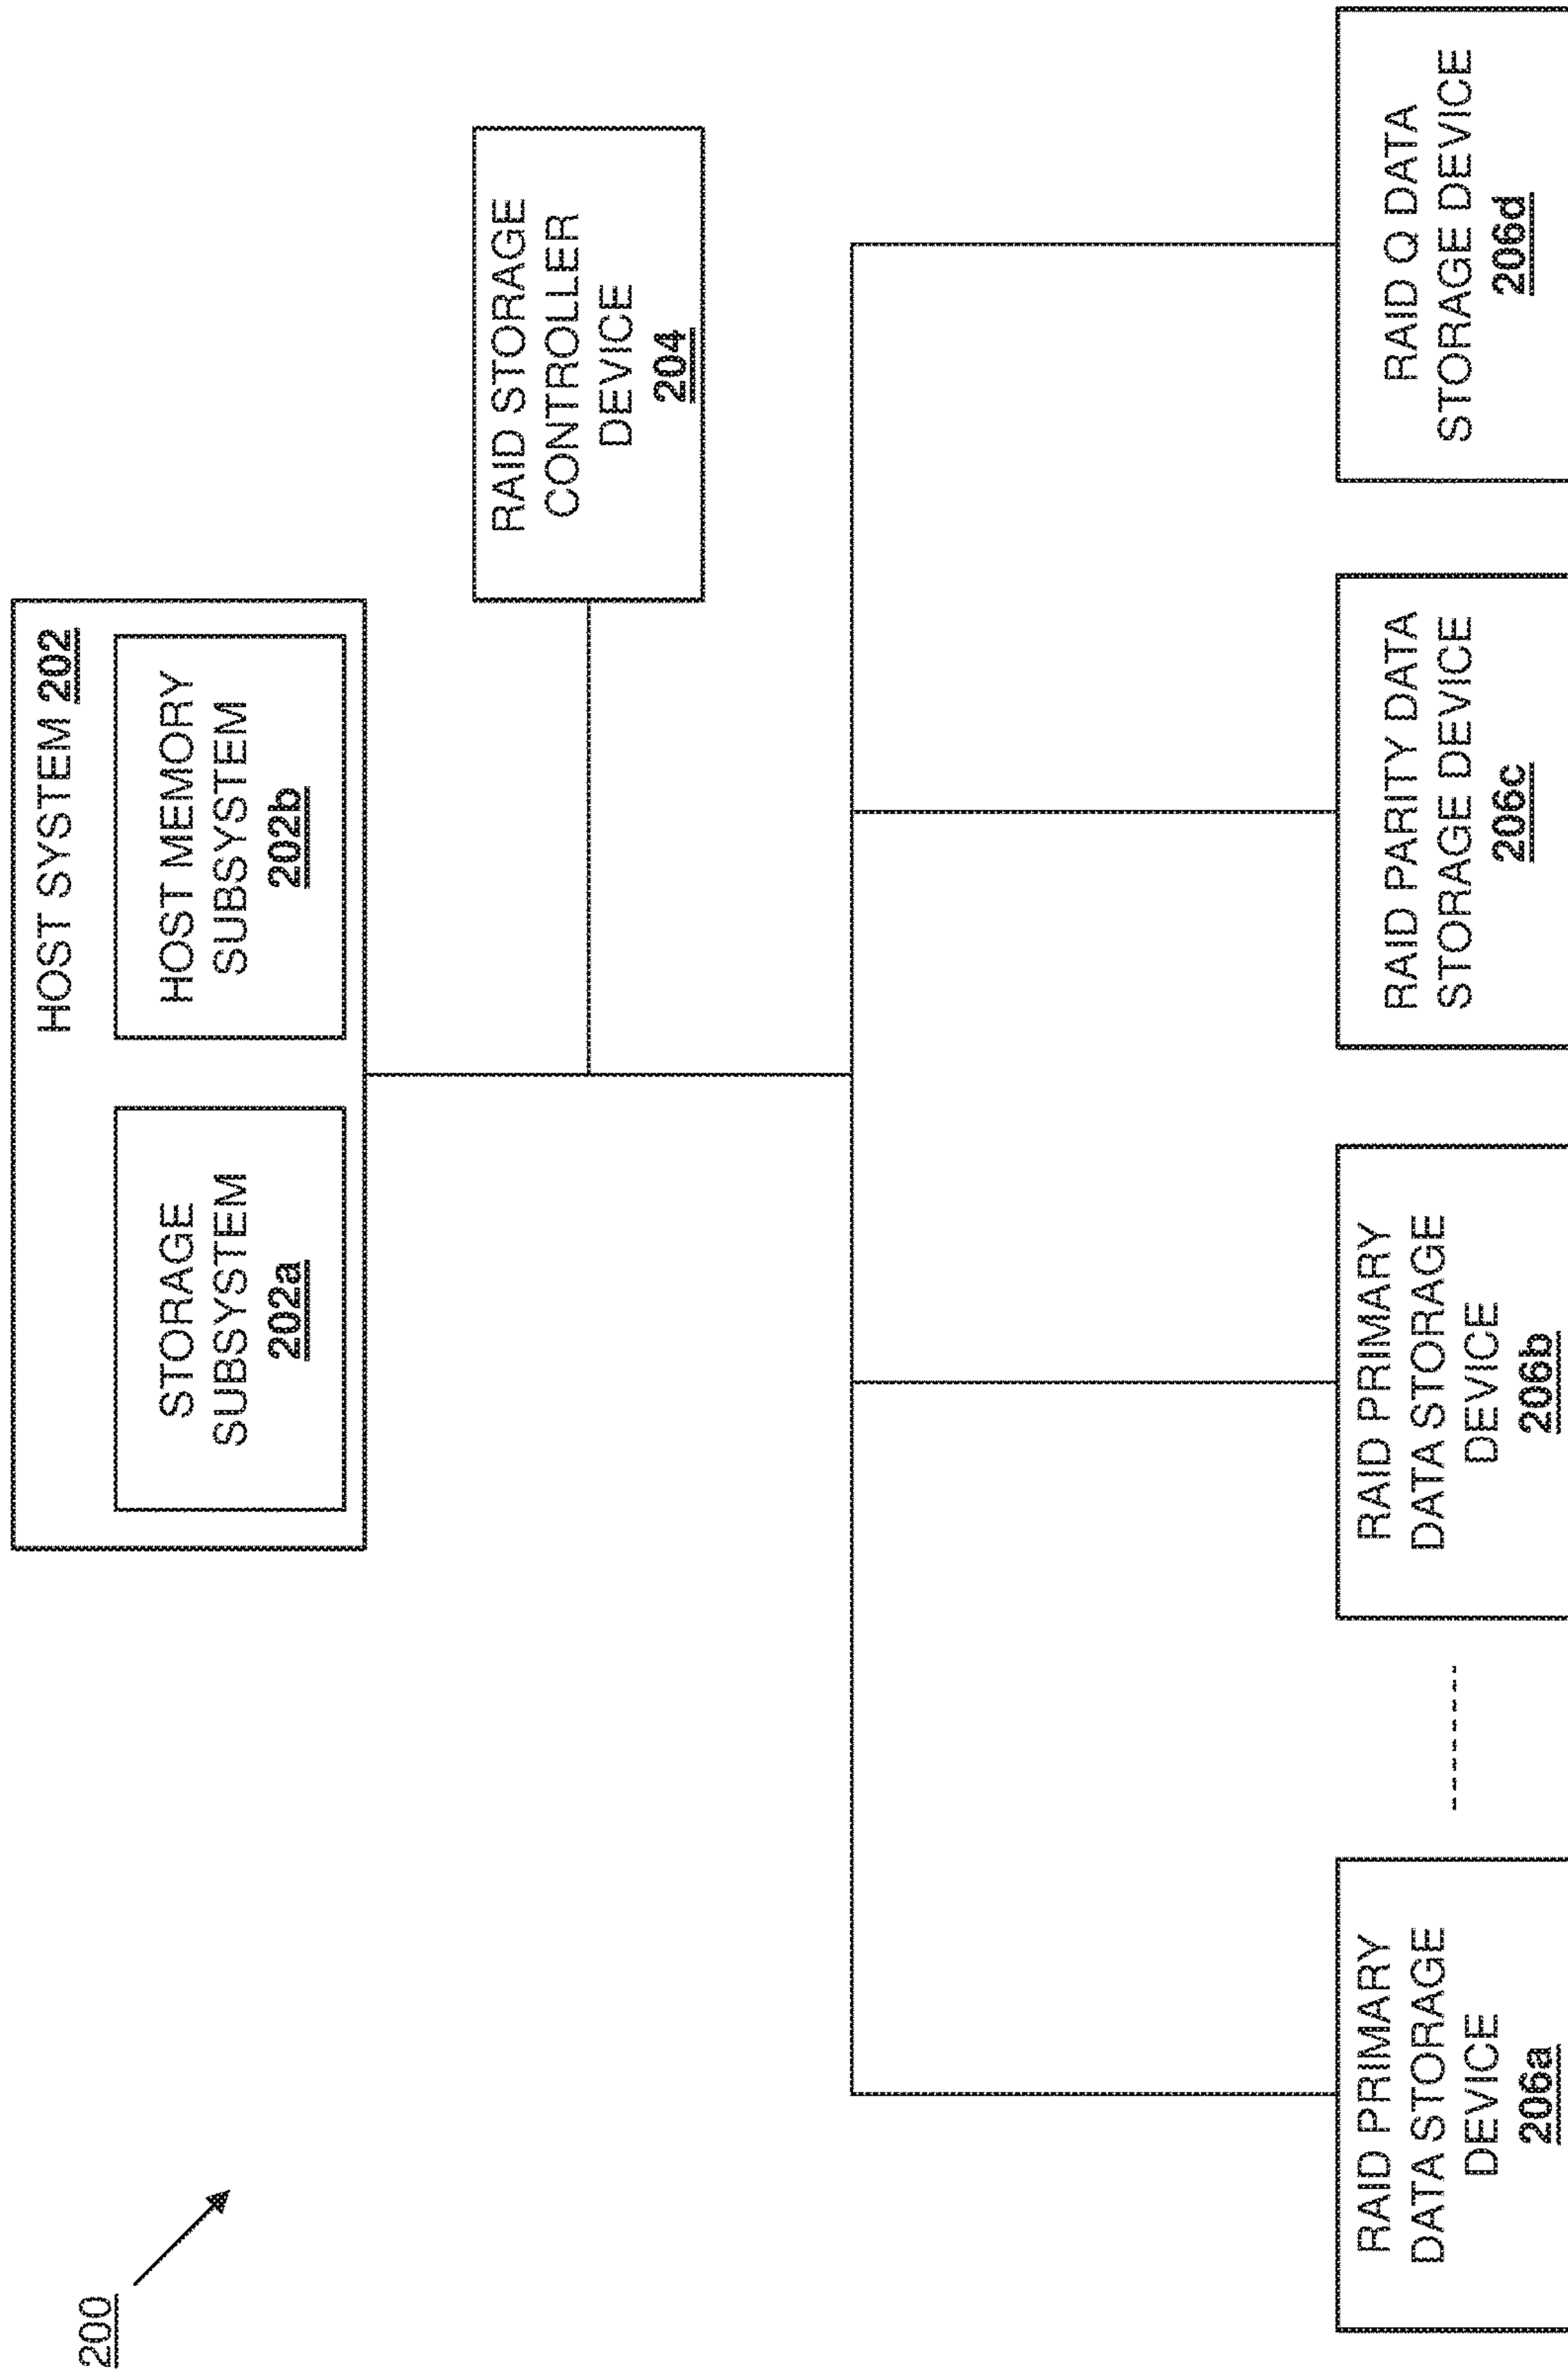 200
HOST SYSTEM 202
STORAGE
SUBSYSTEM
202a
HOST MEMORY
SUBSYSTEM
202b
RAID STORAGE
CONTROLLER
DEVICE
204
RAID PRIMARY
DATA STORAGE
DEVICE
206a
RAID PRIMARY
DATA STORAGE
DEVICE
206b
RAID PARITY DATA
STORAGE DEVICE
206c
RAID Q DATA
STORAGE DEVICE
206d